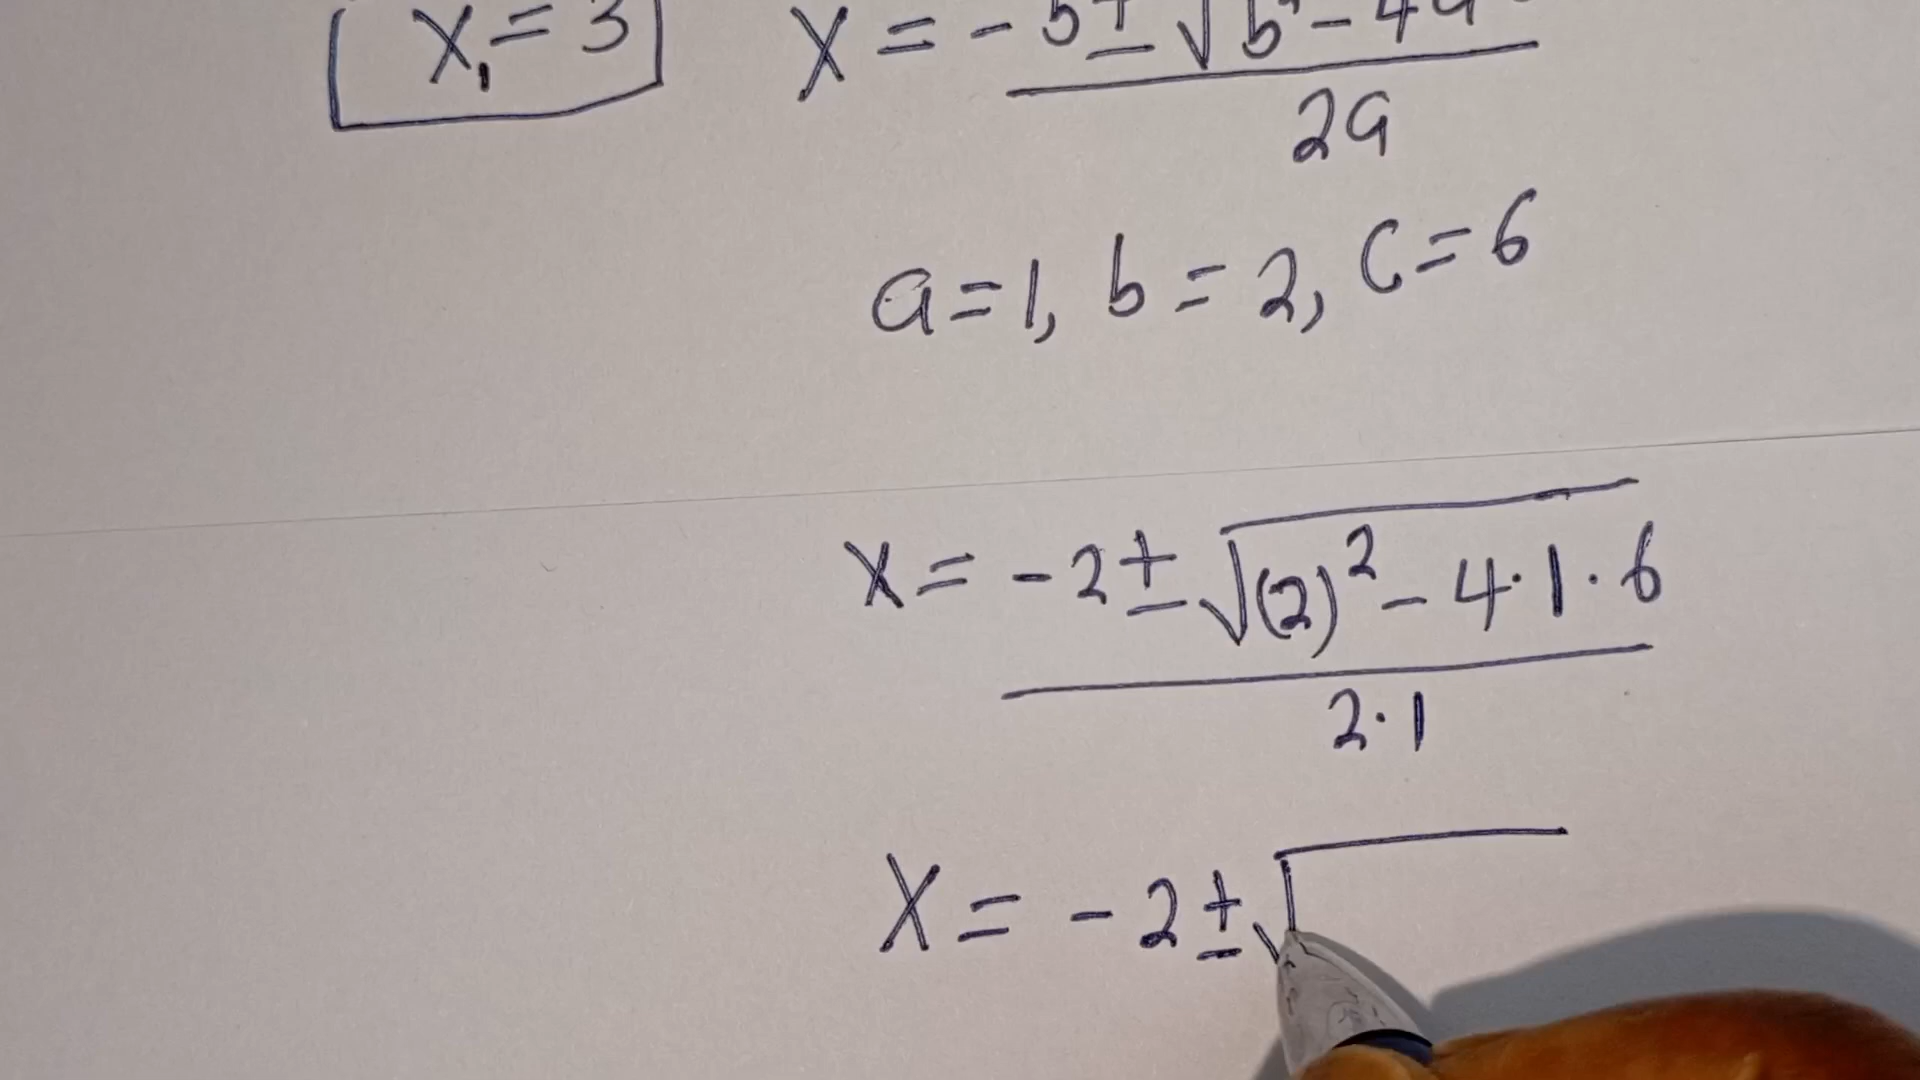 x₁ = 3
x = -b ± √b² - 4a
2a
a = 1, b = 2, c = 6
x = -2 ± √(2)² - 4·1·6
2·1
x = -2 ± √